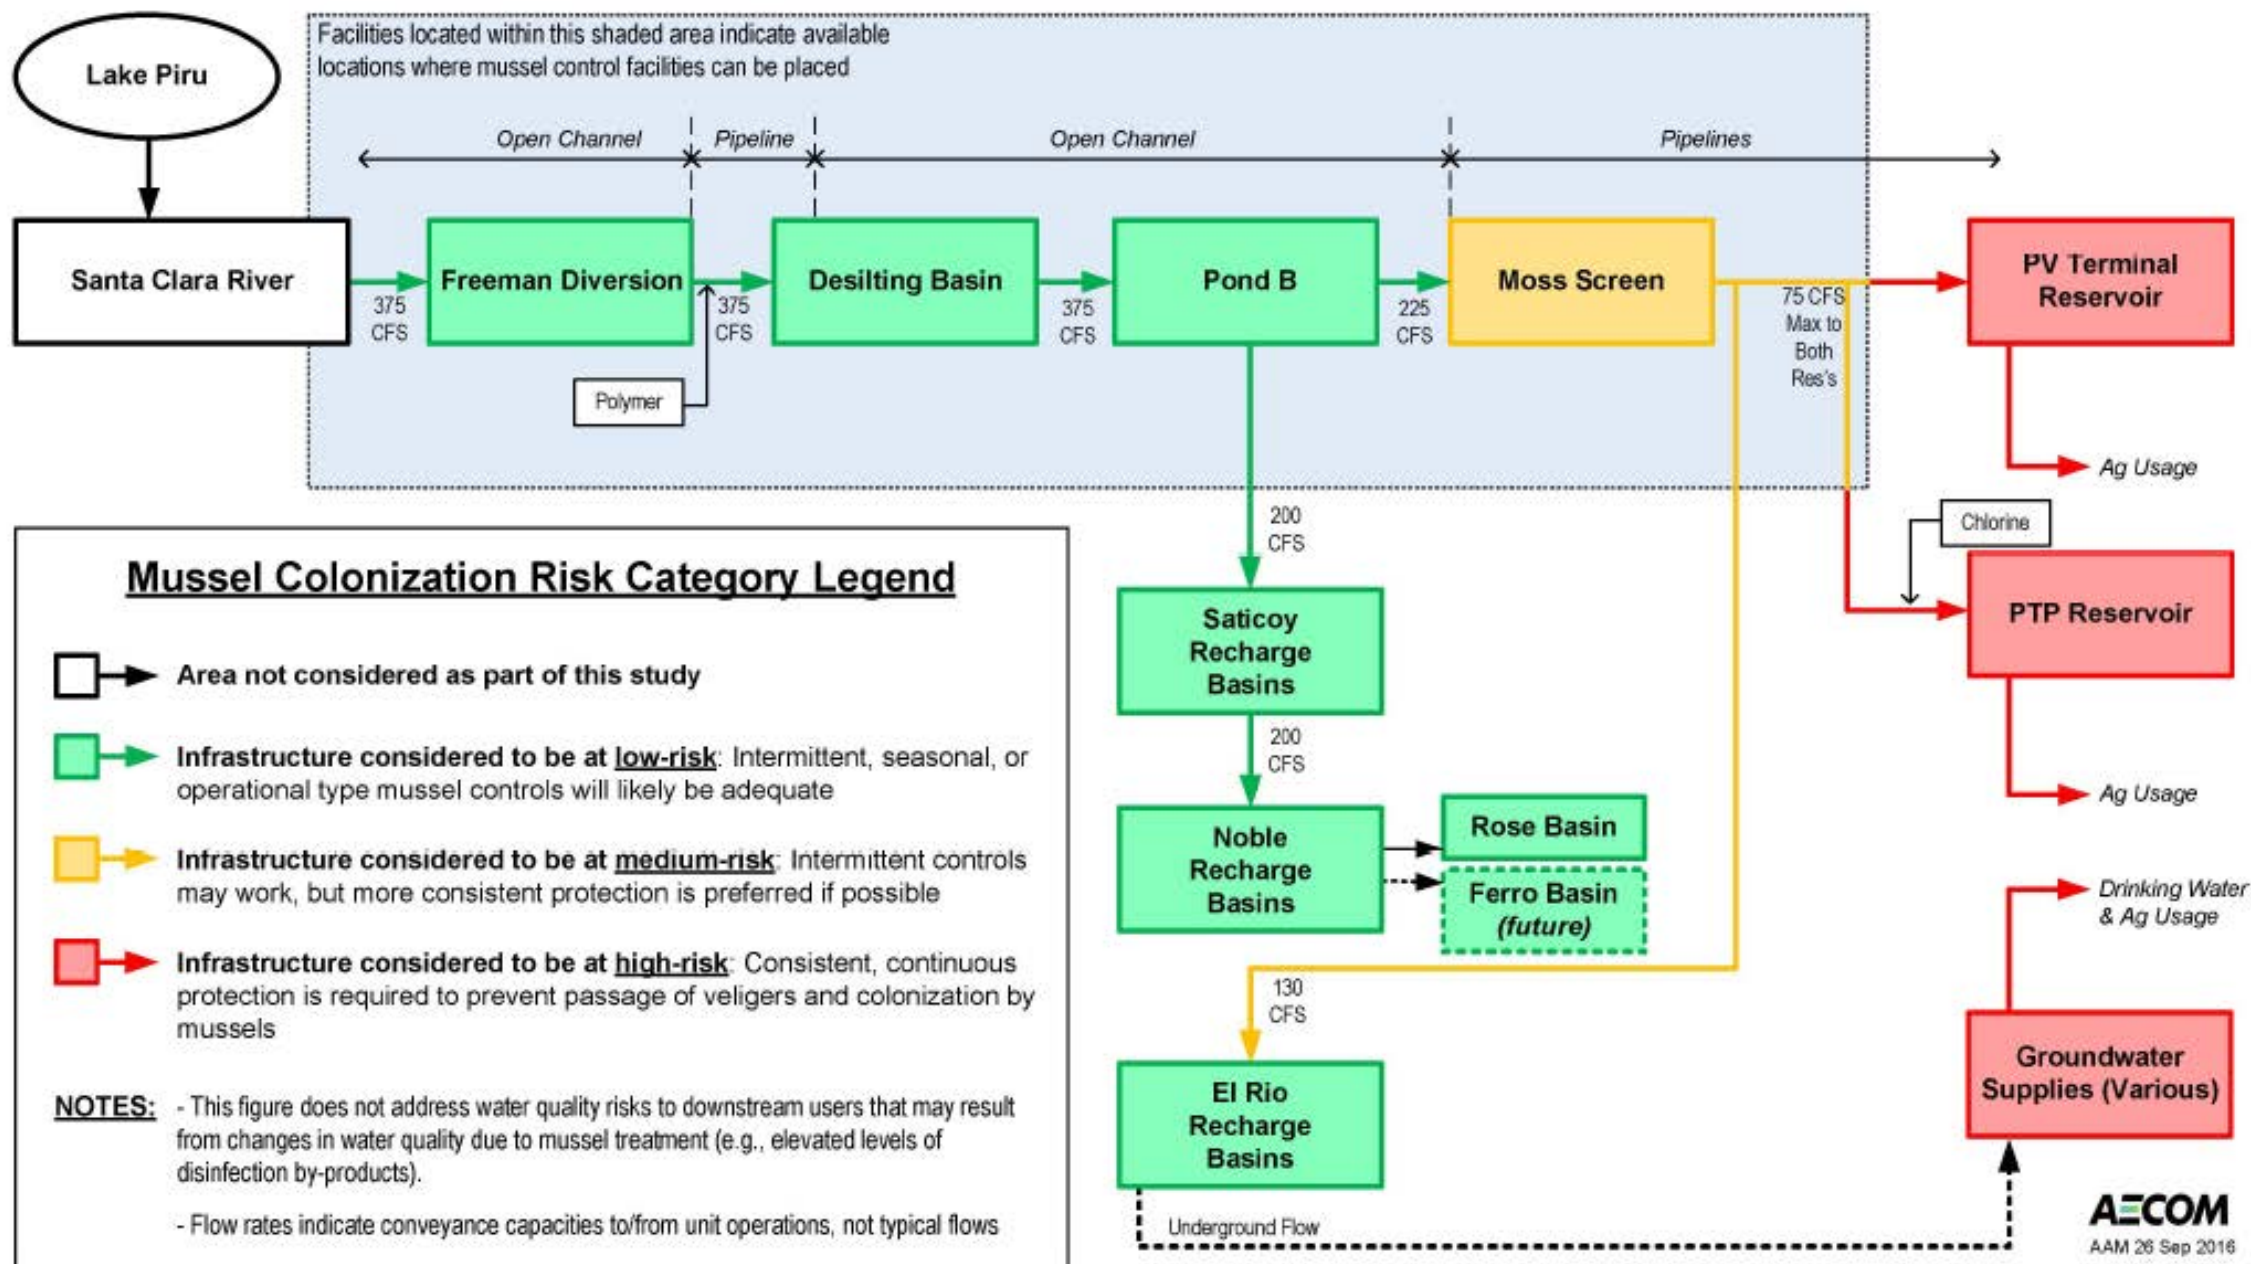 Lake Piru
Facilities located within this shaded area indicate available
locations where mussel control facilities can be placed
Open Channel
Pipeline
Open Channel
Pipelines
Santa Clara River
375
CFS
Freeman Diversion
375
CFS
Polymer
Desilting Basin
375
CFS
Pond B
225
CFS
Moss Screen
75 CFS
Max to
Both
Res's
PV Terminal
Reservoir
Ag Usage
200
CFS
Chlorine
PTP Reservoir
Ag Usage
Saticoy
Recharge
Basins
200
CFS
Noble
Recharge
Basins
Rose Basin
Ferro Basin
(future)
130
CFS
El Rio
Recharge
Basins
Underground Flow
Drinking Water
& Ag Usage
Groundwater
Supplies (Various)
Mussel Colonization Risk Category Legend
Area not considered as part of this study
Infrastructure considered to be at low-risk: Intermittent, seasonal, or
operational type mussel controls will likely be adequate
Infrastructure considered to be at medium-risk: Intermittent controls
may work, but more consistent protection is preferred if possible
Infrastructure considered to be at high-risk: Consistent, continuous
protection is required to prevent passage of veligers and colonization by
mussels
NOTES: - This figure does not address water quality risks to downstream users that may result
from changes in water quality due to mussel treatment (e.g., elevated levels of
disinfection by-products).
- Flow rates indicate conveyance capacities to/from unit operations, not typical flows
AECOM
AAM 26 Sep 2016